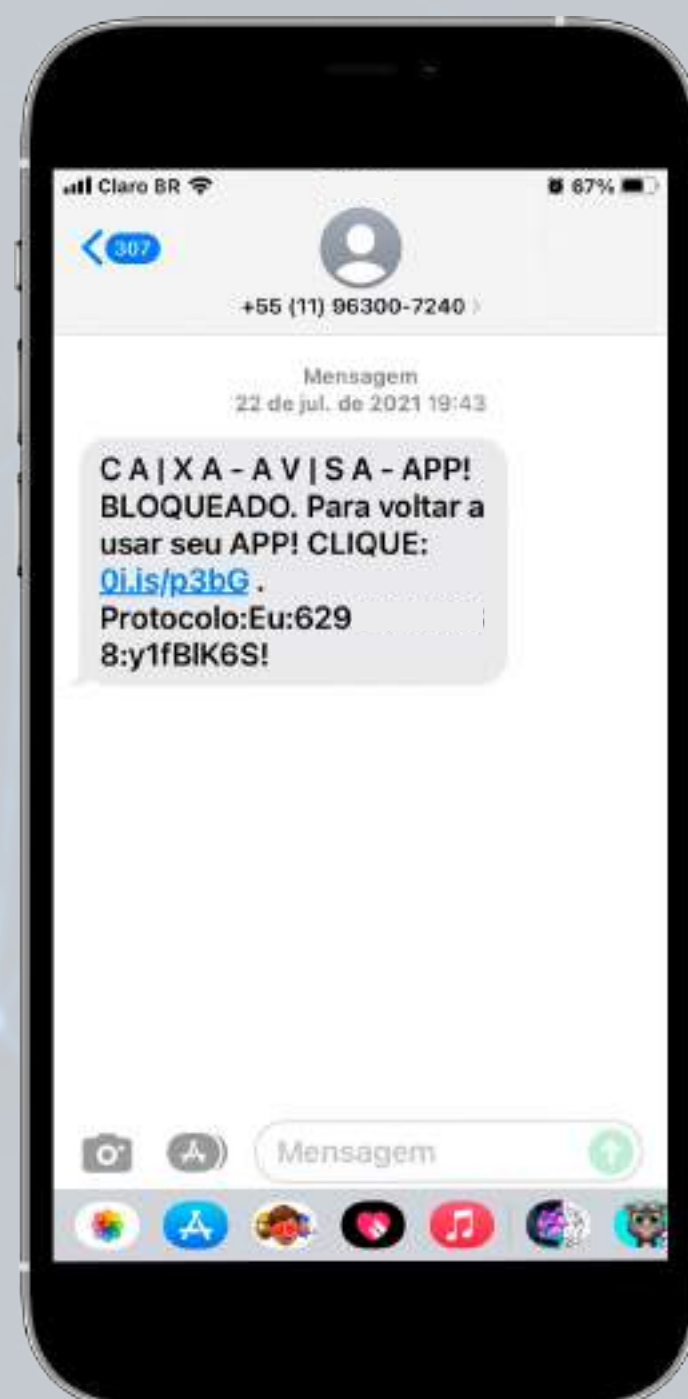 Claro BR
67%
307
+55 (11) 96300-7240
Mensagem
22 de jul. de 2021 19:43
C A | X A - A V | S A - APP!
BLOQUEADO. Para voltar a
usar seu APP! CLIQUE:
0i.is/p3bG .
Protocolo:Eu:629
8:y1fBlK6S!
Mensagem